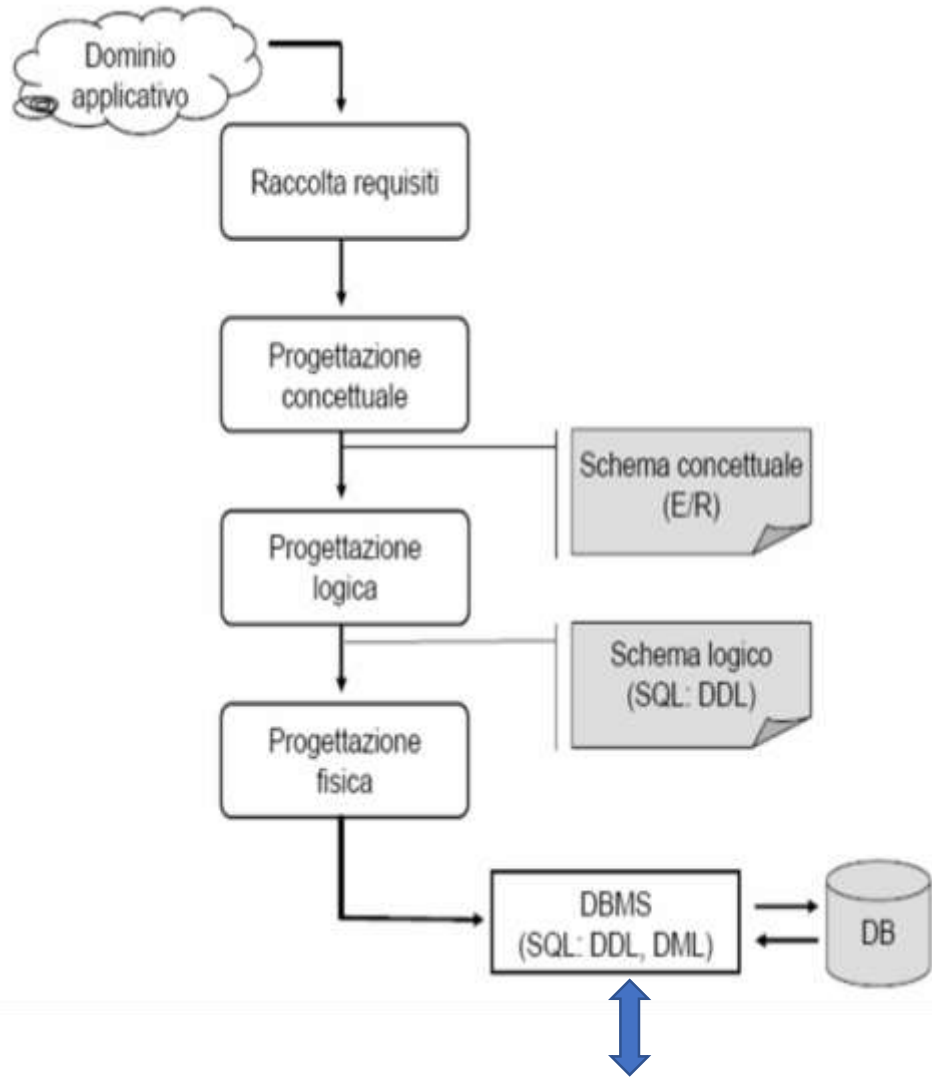 Dominio
applicativo
Raccolta requisiti
Progettazione
concettuale
Schema concettuale
(E/R)
Progettazione
logica
Schema logico
(SQL: DDL)
Progettazione
fisica
DBMS
(SQL: DDL, DML)
DB